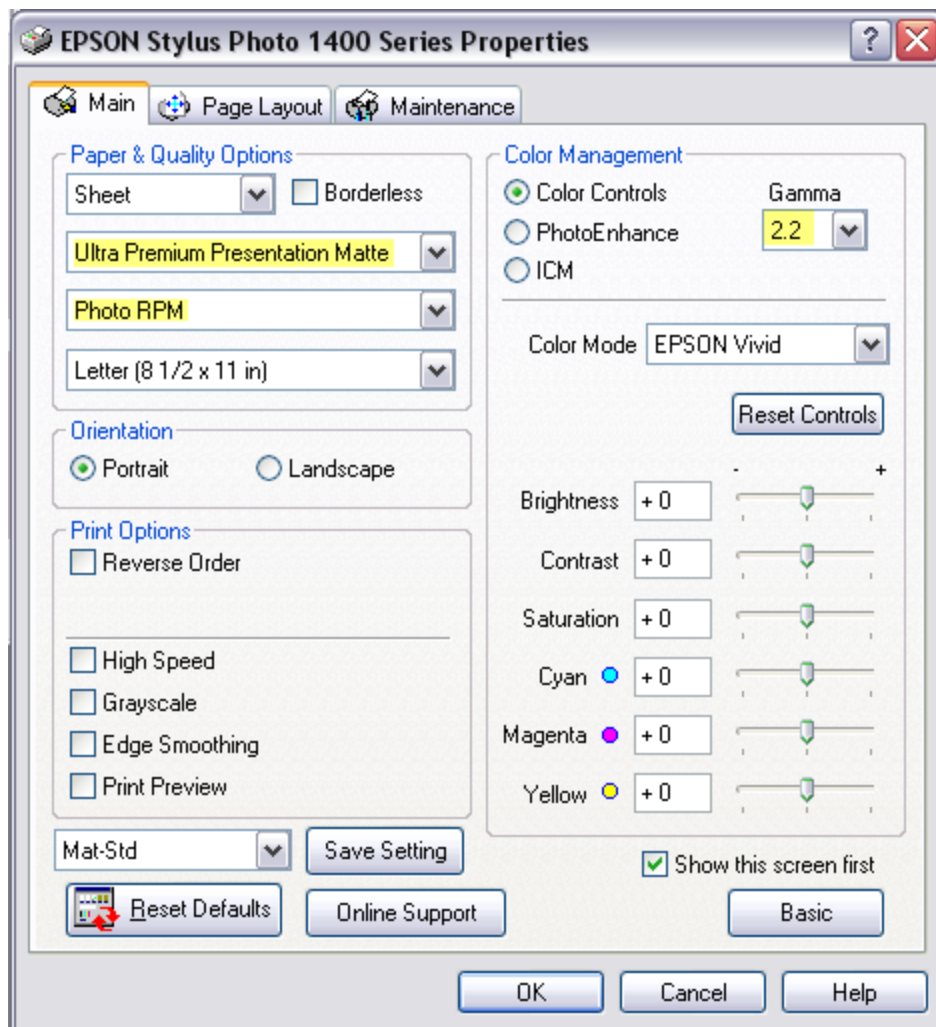 EPSON Stylus Photo 1400 Series Properties
?
Main Page Layout Maintenance
Paper & Quality Options
Sheet Borderless
Ultra Premium Presentation Matte
Photo RPM
Letter (8 1/2 x 11 in)
Orientation
Portrait Landscape
Print Options
Reverse Order
High Speed
Grayscale
Edge Smoothing
Print Preview
Mat-Std Save Setting
Reset Defaults Online Support
Color Management
Color Controls Gamma
PhotoEnhance 2.2
ICM
Color Mode EPSON Vivid
Reset Controls
- +
Brightness + 0
Contrast + 0
Saturation + 0
Cyan + 0
Magenta + 0
Yellow + 0
Show this screen first
Basic
OK Cancel Help